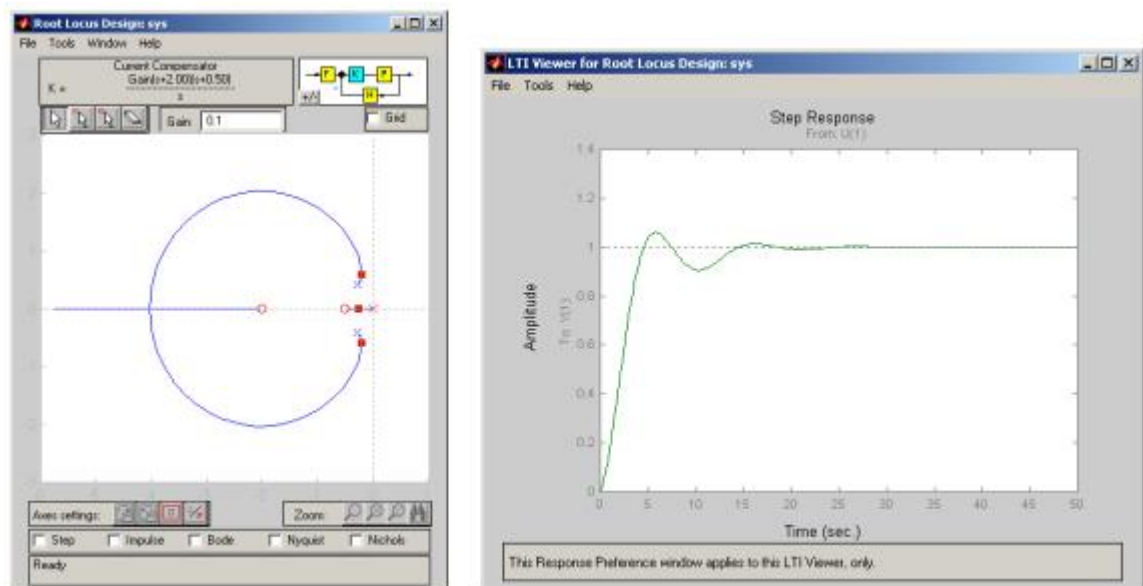 Root Locus Design: sys
File Tools Window Help
Current Compensator
Gain(s+2.00)(s+0.50)
K =
s
F K P
H
+/-
Gain: 0.1
Grid
Axes settings:
Zoom:
Step Impulse Bode Nyquist Nichols
Ready
LTI Viewer for Root Locus Design: sys
File Tools Help
Step Response
From: U(1)
Amplitude
To: Y(1)
1.4
1.2
1
0.8
0.6
0.4
0.2
0
0 5 10 15 20 25 30 35 40 45 50
Time (sec.)
This Response Preference window applies to this LTI Viewer, only.